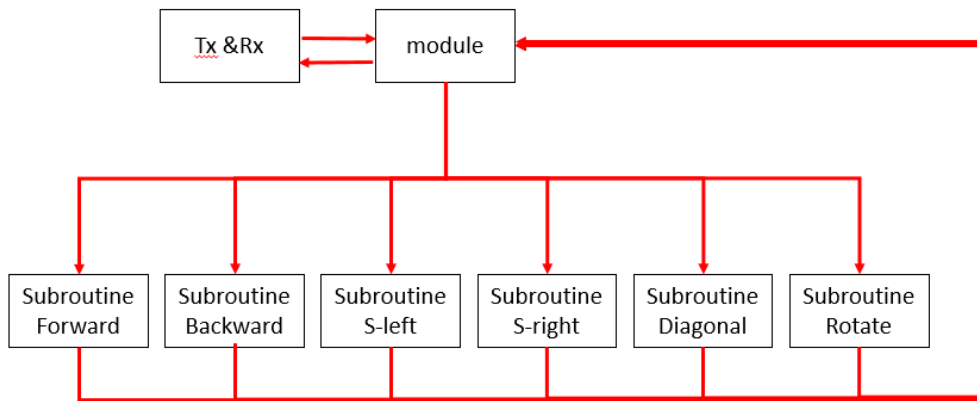 Tx &Rx
module
Subroutine
Forward
Subroutine
Backward
Subroutine
S-left
Subroutine
S-right
Subroutine
Diagonal
Subroutine
Rotate